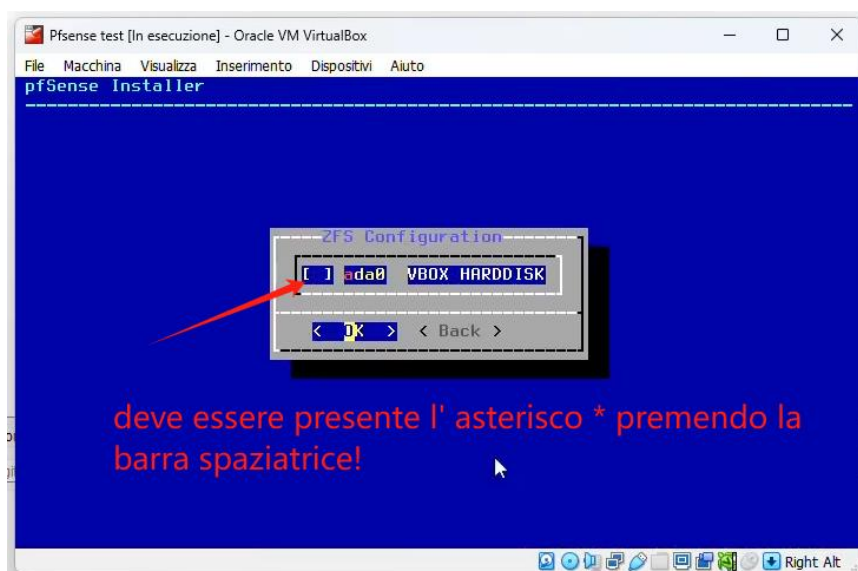 Pfsense test [In esecuzione] - Oracle VM VirtualBox
File Macchina Visualizza Inserimento Dispositivi Aiuto
pfSense Installer
ZFS Configuration
[ ] ada0 VBOX HARDDISK
< OK > < Back >
deve essere presente l' asterisco * premendo la
barra spaziatrice!
Right Alt